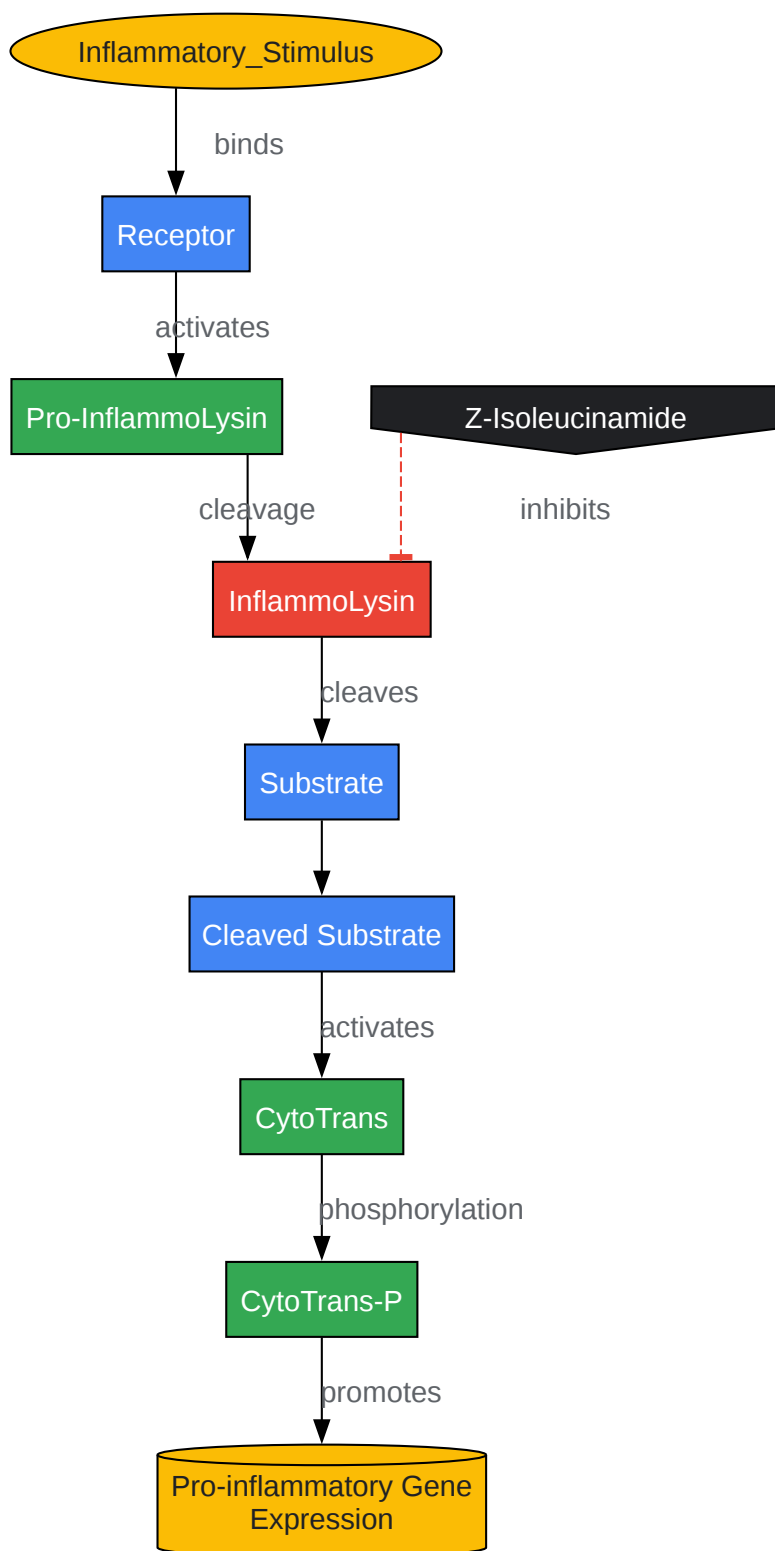 Inflammatory_Stimulus
binds
Receptor
activates
Pro-InflammoLysin
Z-Isoleucinamide
cleavage
inhibits
InflammoLysin
cleaves
Substrate
Cleaved Substrate
activates
CytoTrans
phosphorylation
CytoTrans-P
promotes
Pro-inflammatory Gene
Expression